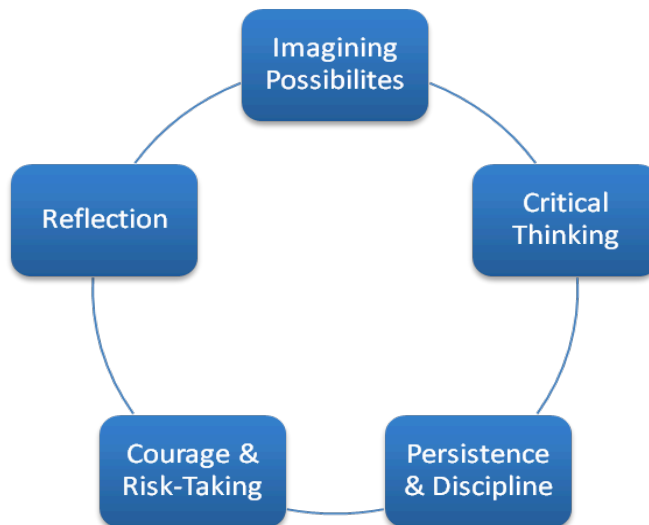 Imagining
Possibilites
Critical
Thinking
Persistence
& Discipline
Courage &
Risk-Taking
Reflection